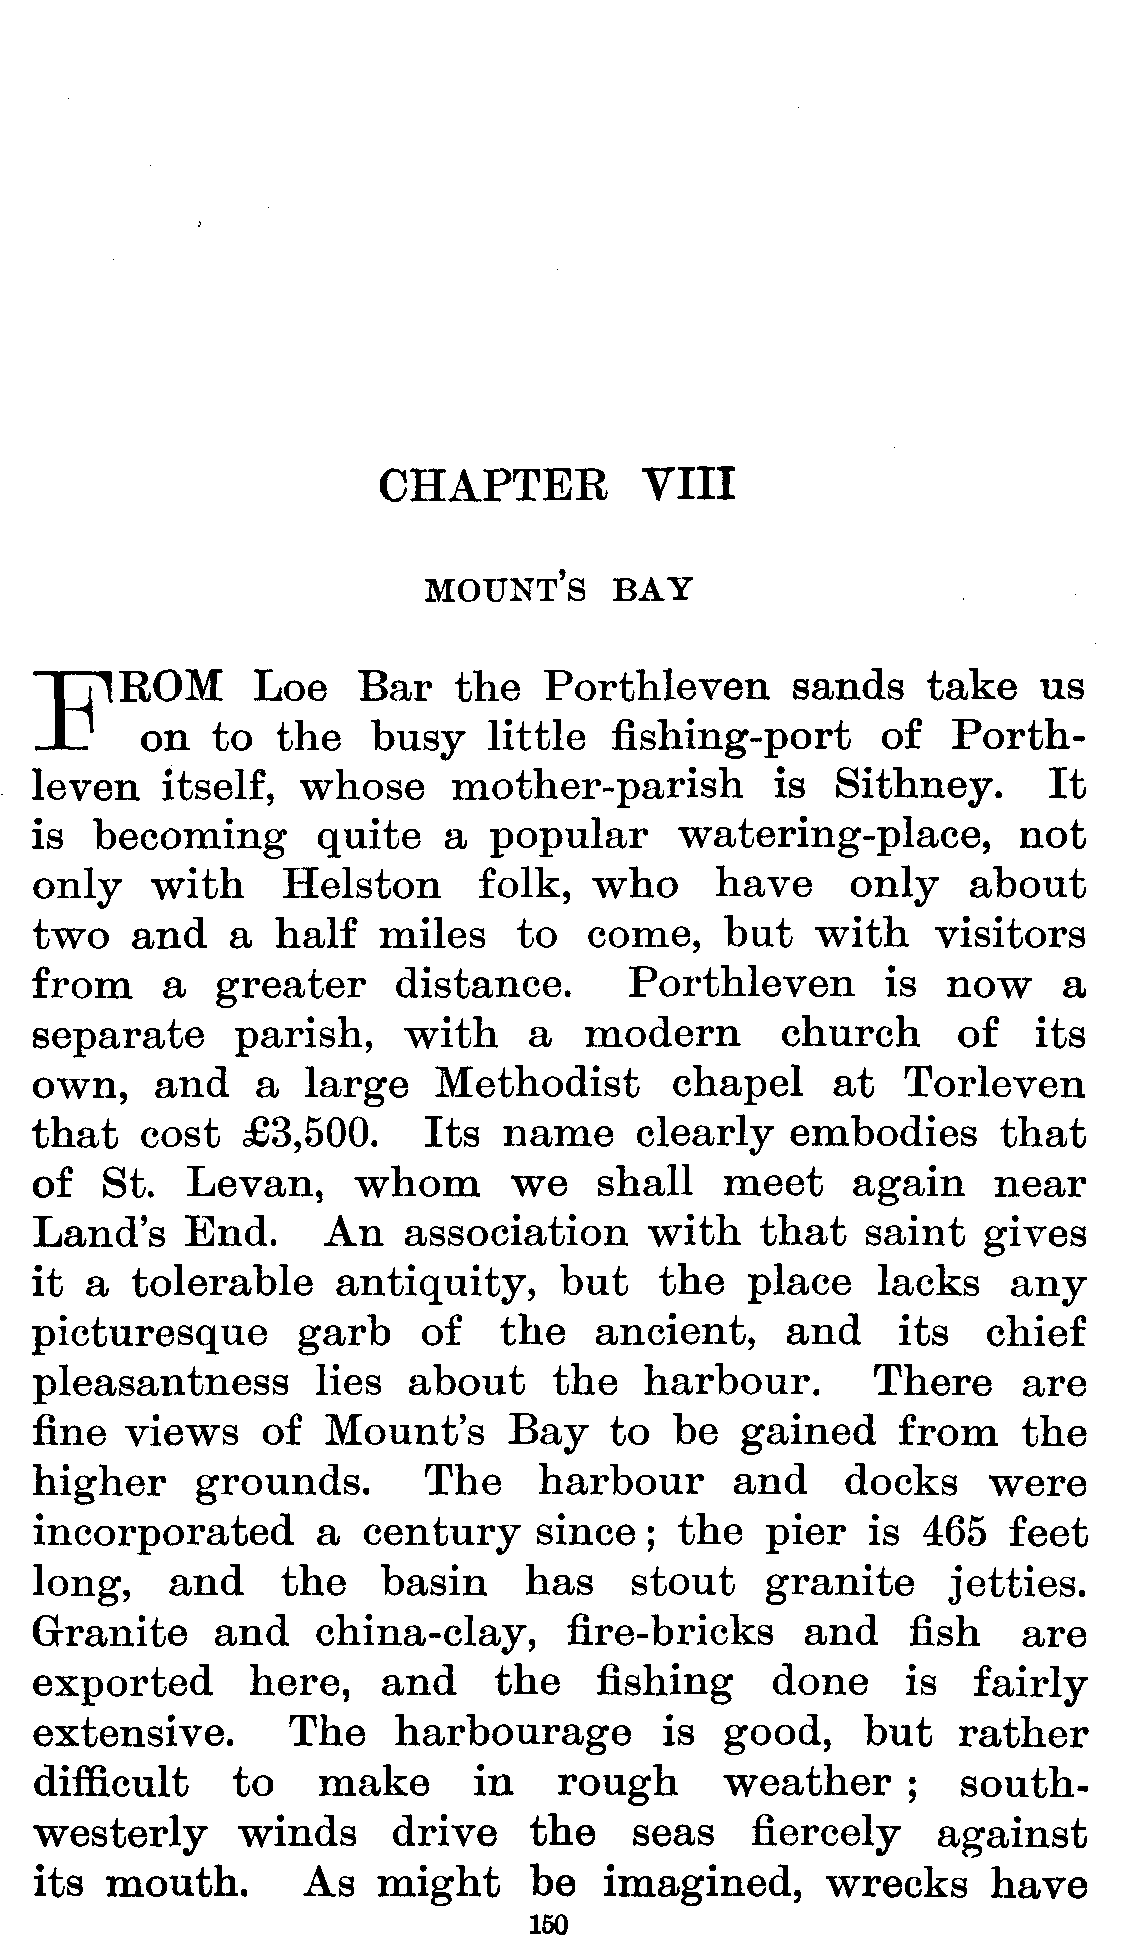 CHAPTER VIII
MOUNT'S BAY
FROM Loe Bar the Porthleven sands take us
on to the busy little fishing-port of Porth-
leven itself, whose mother-parish is Sithney. It
is becoming quite a popular watering-place, not
only with Helston folk, who have only about
two and a half miles to come, but with visitors
from a greater distance. Porthleven is now a
separate parish, with a modern church of its
own, and a large Methodist chapel at Torleven
that cost £3,500. Its name clearly embodies that
of St. Levan, whom we shall meet again near
Land's End. An association with that saint gives
it a tolerable antiquity, but the place lacks any
picturesque garb of the ancient, and its chief
pleasantness lies about the harbour. There are
fine views of Mount's Bay to be gained from the
higher grounds. The harbour and docks were
incorporated a century since; the pier is 465 feet
long, and the basin has stout granite jetties.
Granite and china-clay, fire-bricks and fish are
exported here, and the fishing done is fairly
extensive. The harbourage is good, but rather
difficult to make in rough weather; south-
westerly winds drive the seas fiercely against
its mouth. As might be imagined, wrecks have
150